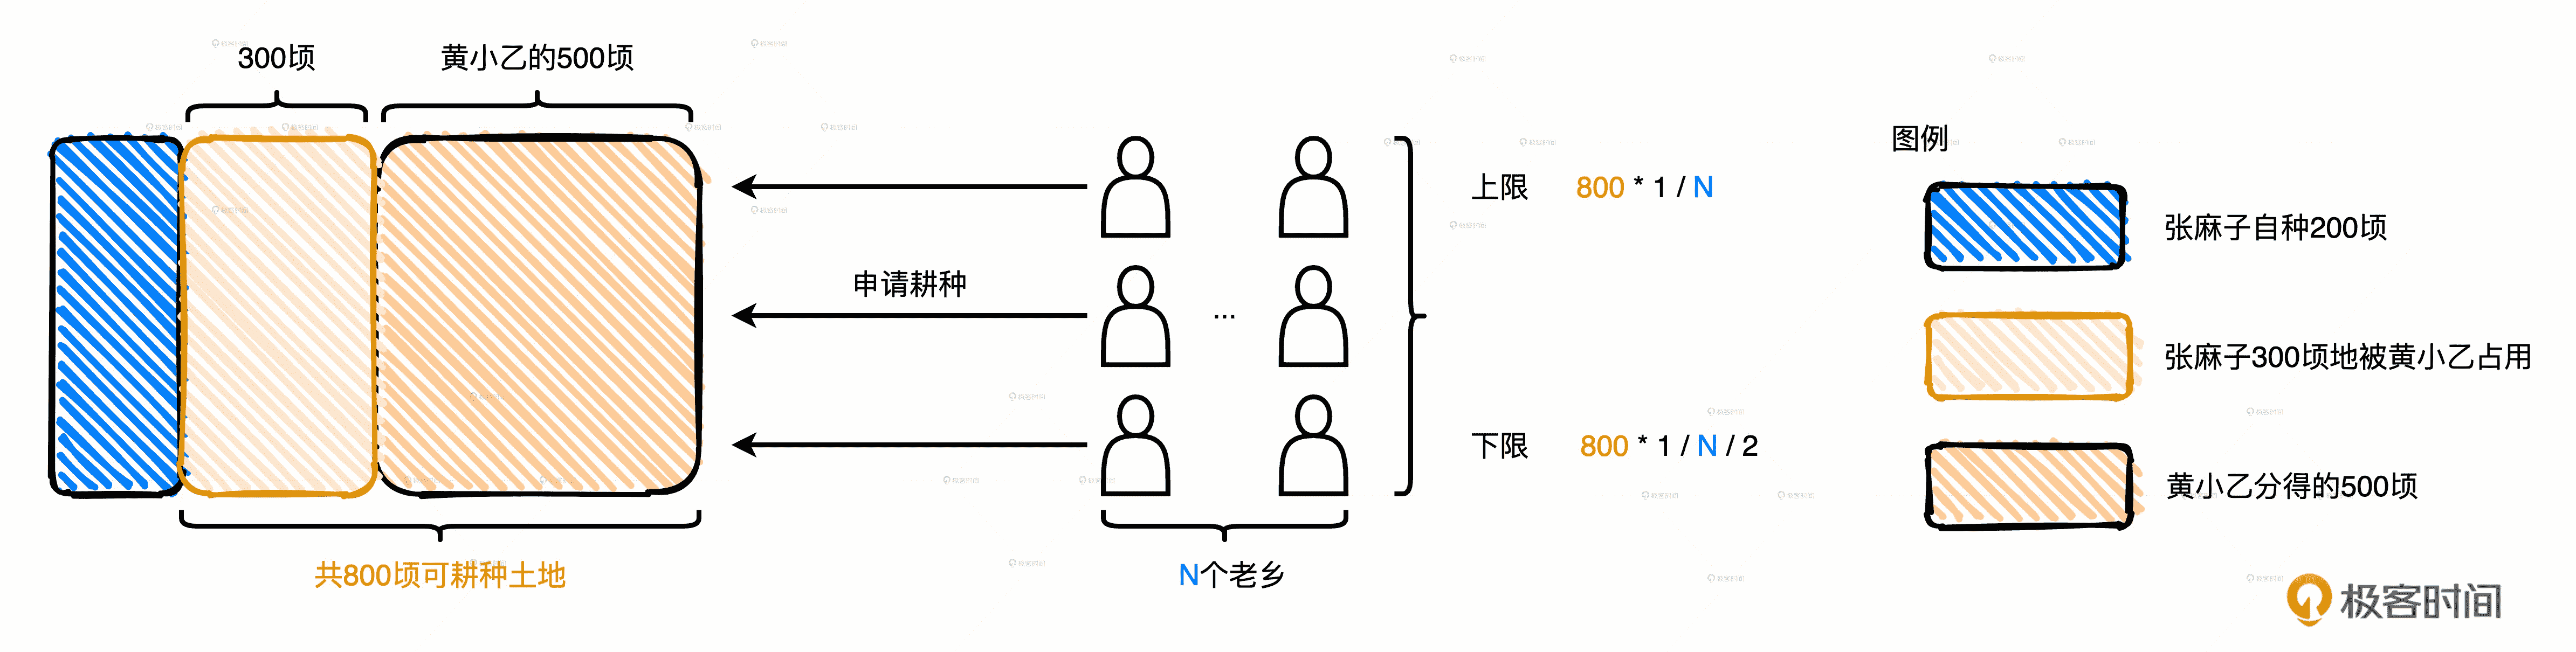 300顷
黄小乙的500顷
申请耕种
...
共800顷可耕种土地
N个老乡
上限 800 * 1 / N
下限 800 * 1 / N / 2
图例
张麻子自种200顷
张麻子300顷地被黄小乙占用
黄小乙分得的500顷
极客时间